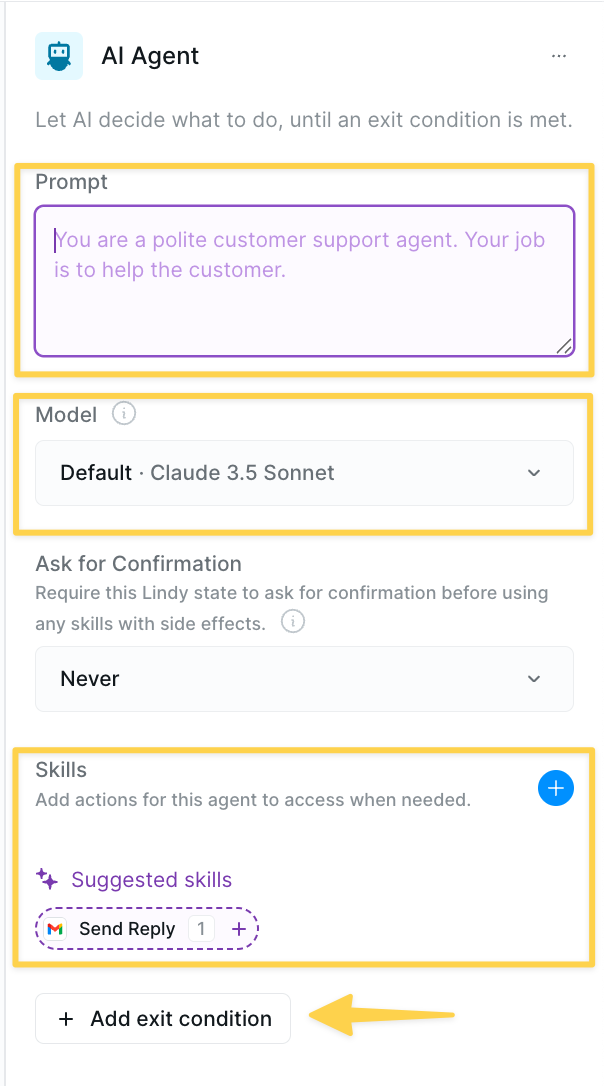 AI Agent
...
Let AI decide what to do, until an exit condition is met.
Prompt
You are a polite customer support agent. Your job
is to help the customer.
Model i
Default · Claude 3.5 Sonnet
Ask for Confirmation
Require this Lindy state to ask for confirmation before using
any skills with side effects. i
Never
Skills
Add actions for this agent to access when needed.
Suggested skills
Send Reply 1 +
+ Add exit condition